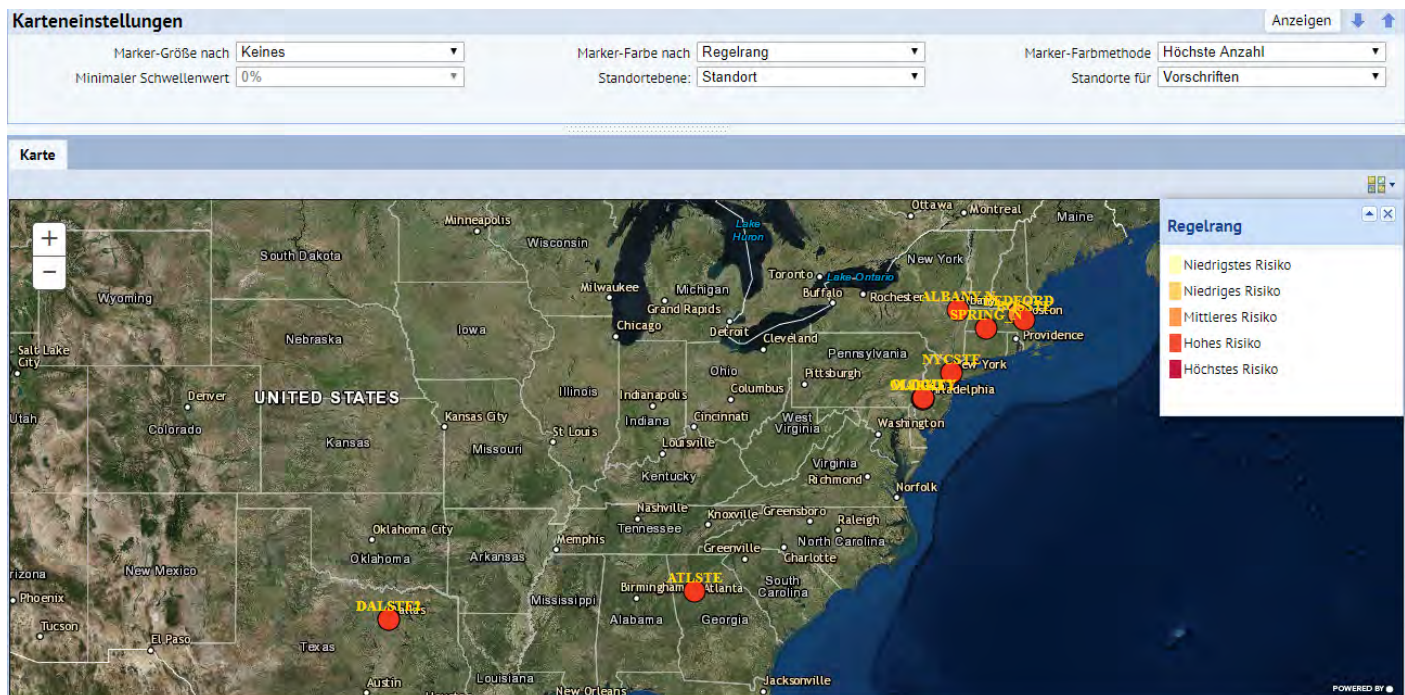 Karteneinstellungen
Anzeigen
Marker-Größe nach Keines
Marker-Farbe nach Regelrang
Marker-Farbmethode Höchste Anzahl
Minimaler Schwellenwert 0%
Standortebene: Standort
Standorte für Vorschriften
Karte
Regelrang
Niedrigstes Risiko
Niedriges Risiko
Mittleres Risiko
Hohes Risiko
Höchstes Risiko
+
−
Ottawa
Montreal
Maine
Minneapolis
Lake
Huron
Wisconsin
South Dakota
New York
Toronto
Lake Ontario
Milwaukee
Michigan
Buffalo
Rochester
Wyoming
Grand Rapids
SPRING_N
Boston
Chicago
Detroit
Iowa
Cleveland
Providence
Nebraska
Salt Lake
City
Pennsylvania
NYCSTE
New York
Ohio
Pittsburgh
Illinois
Indianapolis
Columbus
Denver
UNITED STATES
Utah
Kansas City
Indiana
Cincinnati
West
Virginia
Washington
Colorado
St Louis
Kansas
Missouri
Louisville
Virginia
Kentucky
Richmond
Norfolk
Nashville
Knoxville
Greensboro
Raleigh
Oklahoma City
Tennessee
Memphis
North Carolina
Greenville
Charlotte
Oklahoma
Arkansas
New Mexico
ATLSTE
South
Carolina
Birmingham
Atlanta
Phoenix
Mississippi
Tucson
Alabama
Georgia
El Paso
Texas
Austin
Louisiana
Jacksonville
New Orleans
POWERED BY